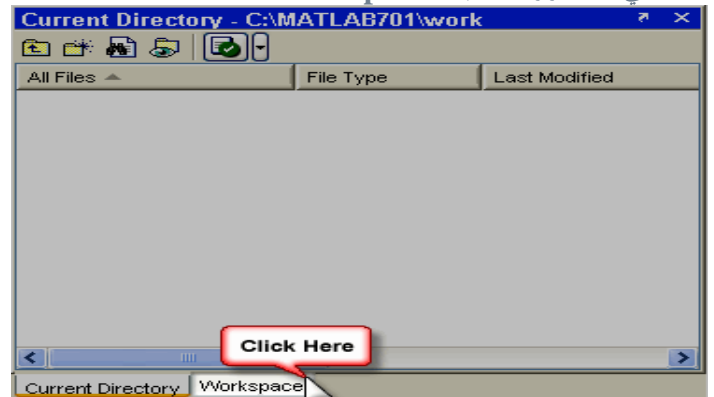 Current Directory - C:\MATLAB701\work
All Files File Type Last Modified
Click Here
Current Directory Workspace